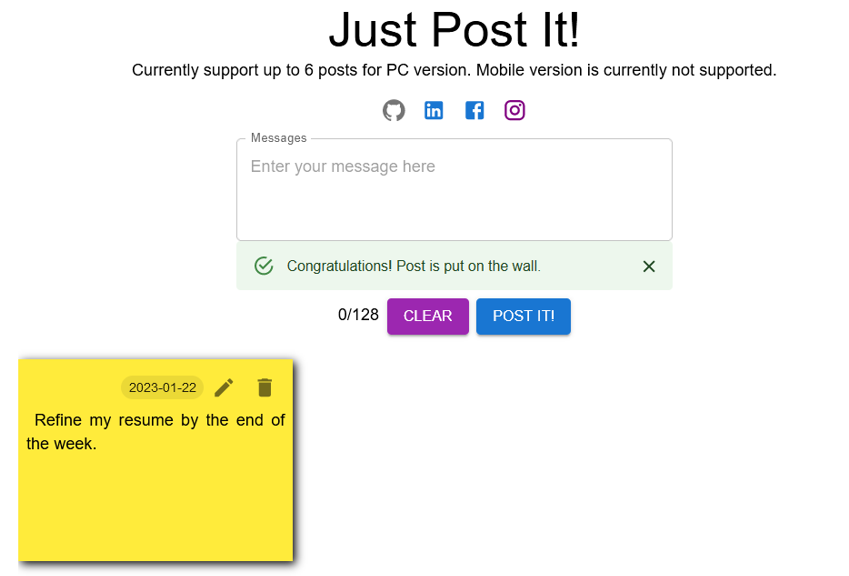 Just Post It!
Currently support up to 6 posts for PC version. Mobile version is currently not supported.
Messages
Enter your message here
Congratulations! Post is put on the wall.
0/128 CLEAR POST IT!
2023-01-22
Refine my resume by the end of
the week.